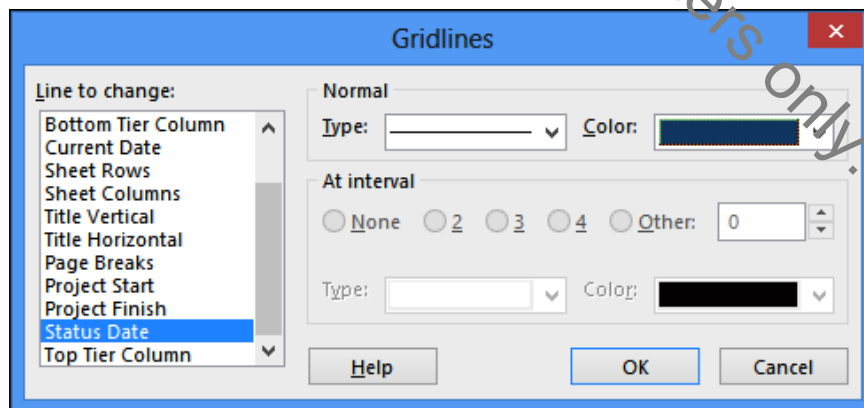 Gridlines
Line to change:
Bottom Tier Column
Current Date
Sheet Rows
Sheet Columns
Title Vertical
Title Horizontal
Page Breaks
Project Start
Project Finish
Status Date
Top Tier Column
Normal
Type: Color:
At interval
None 2 3 4 Other: 0
Type: Color:
Help OK Cancel
ers only.